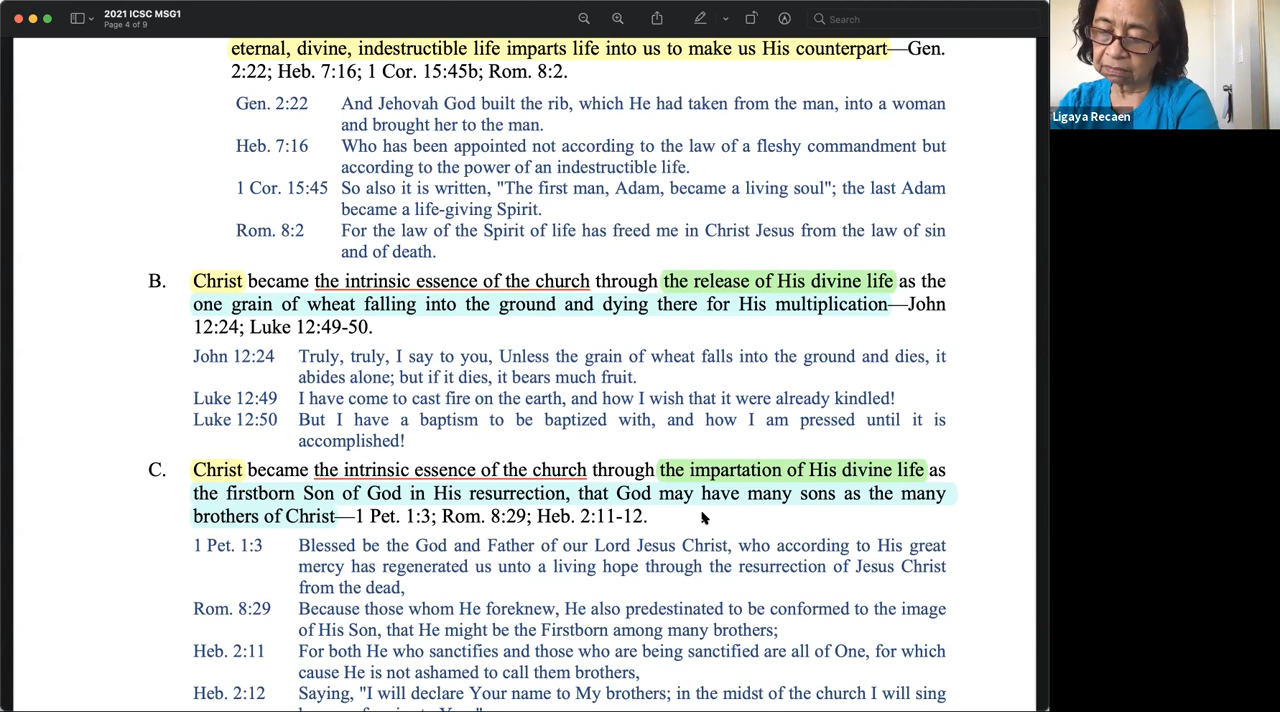 2021 ICSC MSG1
Page 4 of 9
Search
Ligaya Recaen
eternal, divine, indestructible life imparts life into us to make us His counterpart—Gen.
2:22; Heb. 7:16; 1 Cor. 15:45b; Rom. 8:2.
Gen. 2:22 And Jehovah God built the rib, which He had taken from the man, into a woman
and brought her to the man.
Heb. 7:16 Who has been appointed not according to the law of a fleshy commandment but
according to the power of an indestructible life.
1 Cor. 15:45 So also it is written, "The first man, Adam, became a living soul"; the last Adam
became a life-giving Spirit.
Rom. 8:2 For the law of the Spirit of life has freed me in Christ Jesus from the law of sin
and of death.
B. Christ became the intrinsic essence of the church through the release of His divine life as the
one grain of wheat falling into the ground and dying there for His multiplication—John
12:24; Luke 12:49-50.
John 12:24 Truly, truly, I say to you, Unless the grain of wheat falls into the ground and dies, it
abides alone; but if it dies, it bears much fruit.
Luke 12:49 I have come to cast fire on the earth, and how I wish that it were already kindled!
Luke 12:50 But I have a baptism to be baptized with, and how I am pressed until it is
accomplished!
C. Christ became the intrinsic essence of the church through the impartation of His divine life as
the firstborn Son of God in His resurrection, that God may have many sons as the many
brothers of Christ—1 Pet. 1:3; Rom. 8:29; Heb. 2:11-12.
1 Pet. 1:3 Blessed be the God and Father of our Lord Jesus Christ, who according to His great
mercy has regenerated us unto a living hope through the resurrection of Jesus Christ
from the dead,
Rom. 8:29 Because those whom He foreknew, He also predestinated to be conformed to the image
of His Son, that He might be the Firstborn among many brothers;
Heb. 2:11 For both He who sanctifies and those who are being sanctified are all of One, for which
cause He is not ashamed to call them brothers,
Heb. 2:12 Saying, "I will declare Your name to My brothers; in the midst of the church I will sing